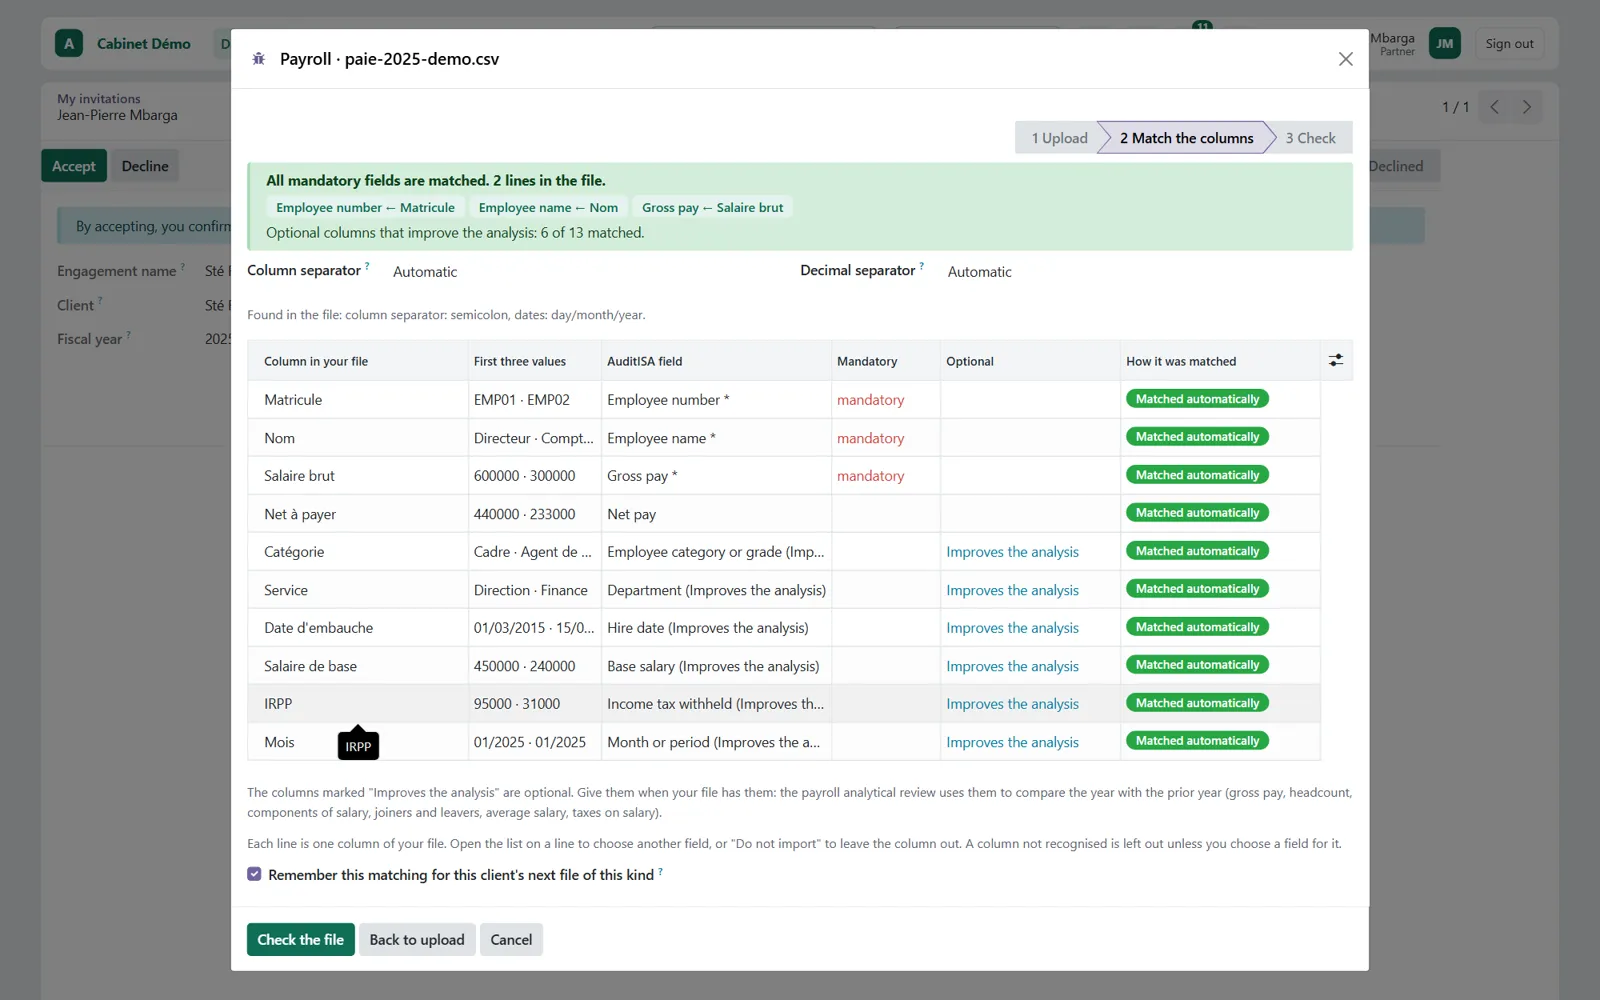 A Cabinet Démo
11
Mbarga
Partner
JM
Sign out
Payroll · paie-2025-demo.csv
My invitations
Jean-Pierre Mbarga
1 / 1
1 Upload 2 Match the columns 3 Check
Accept Decline
Declined
All mandatory fields are matched. 2 lines in the file.
Employee number ← Matricule Employee name ← Nom Gross pay ← Salaire brut
Optional columns that improve the analysis: 6 of 13 matched.
By accepting, you confirm
Engagement name ? Sté
Client ? Sté
Fiscal year ? 2025
Column separator ? Automatic Decimal separator ? Automatic
Found in the file: column separator: semicolon, dates: day/month/year.
Column in your file First three values AuditISA field Mandatory Optional How it was matched
Matricule EMP01 · EMP02 Employee number * mandatory Matched automatically
Nom Directeur · Compt... Employee name * mandatory Matched automatically
Salaire brut 600000 · 300000 Gross pay * mandatory Matched automatically
Net à payer 440000 · 233000 Net pay Matched automatically
Catégorie Cadre · Agent de ... Employee category or grade (Imp... Improves the analysis Matched automatically
Service Direction · Finance Department (Improves the analysis) Improves the analysis Matched automatically
Date d'embauche 01/03/2015 · 15/0... Hire date (Improves the analysis) Improves the analysis Matched automatically
Salaire de base 450000 · 240000 Base salary (Improves the analysis) Improves the analysis Matched automatically
IRPP 95000 · 31000 Income tax withheld (Improves th... Improves the analysis Matched automatically
Mois 01/2025 · 01/2025 Month or period (Improves the a... Improves the analysis Matched automatically
IRPP
The columns marked "Improves the analysis" are optional. Give them when your file has them: the payroll analytical review uses them to compare the year with the prior year (gross pay, headcount,
components of salary, joiners and leavers, average salary, taxes on salary).
Each line is one column of your file. Open the list on a line to choose another field, or "Do not import" to leave the column out. A column not recognised is left out unless you choose a field for it.
Remember this matching for this client's next file of this kind ?
Check the file Back to upload Cancel